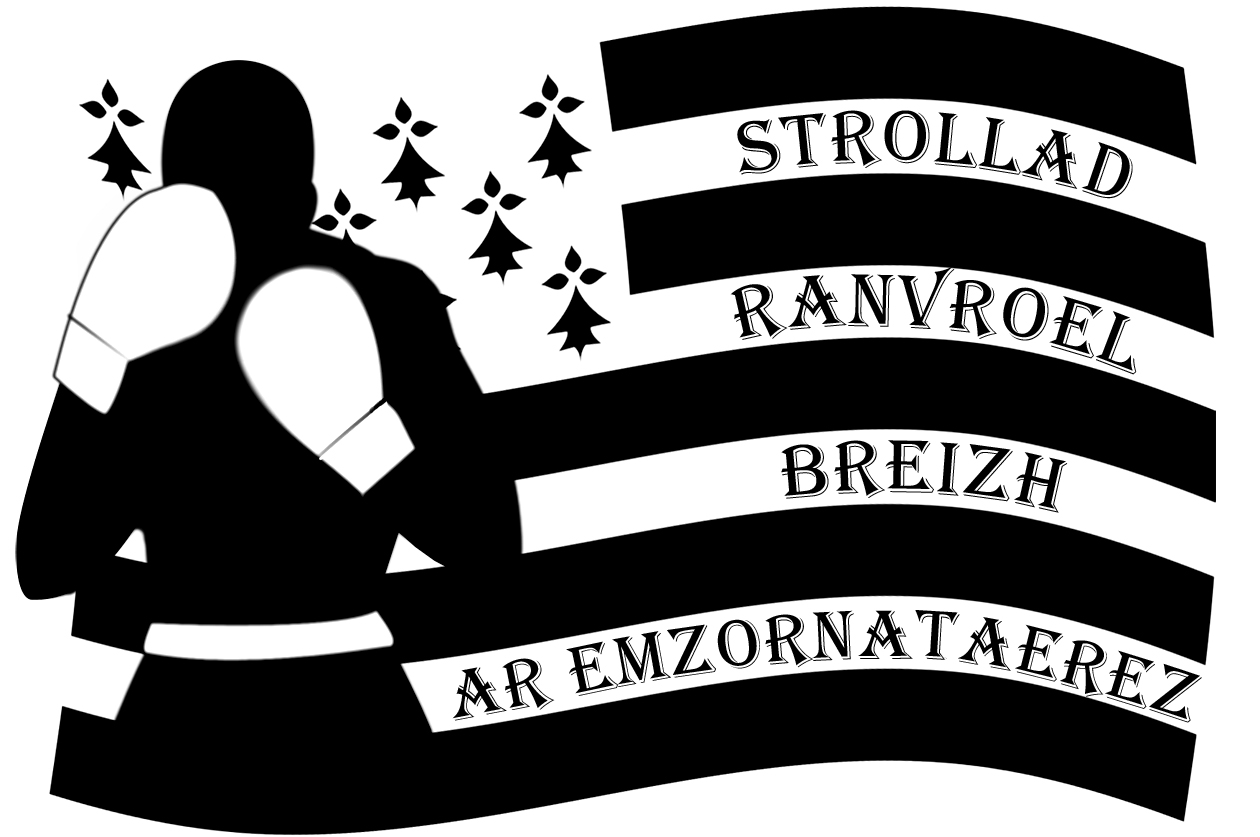 STROLLAD
RANVROEL
BREIZH
AR EMZORNATAEREZ